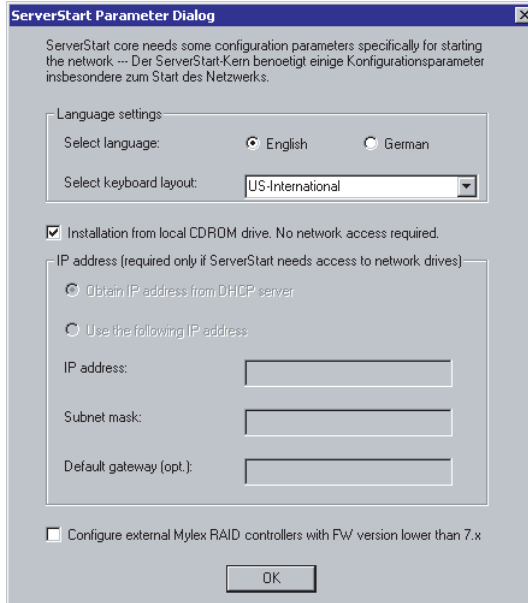 ServerStart Parameter Dialog
ServerStart core needs some configuration parameters specifically for starting
the network --- Der ServerStart-Kern benoetigt einige Konfigurationsparameter
insbesondere zum Start des Netzwerks.
Language settings
Select language:
English
German
Select keyboard layout:
US-International
Installation from local CDROM drive. No network access required.
IP address (required only if ServerStart needs access to network drives)
Obtain IP address from DHCP server
Use the following IP address
IP address:
Subnet mask:
Default gateway (opt.):
Configure external Mylex RAID controllers with FW version lower than 7.x
OK